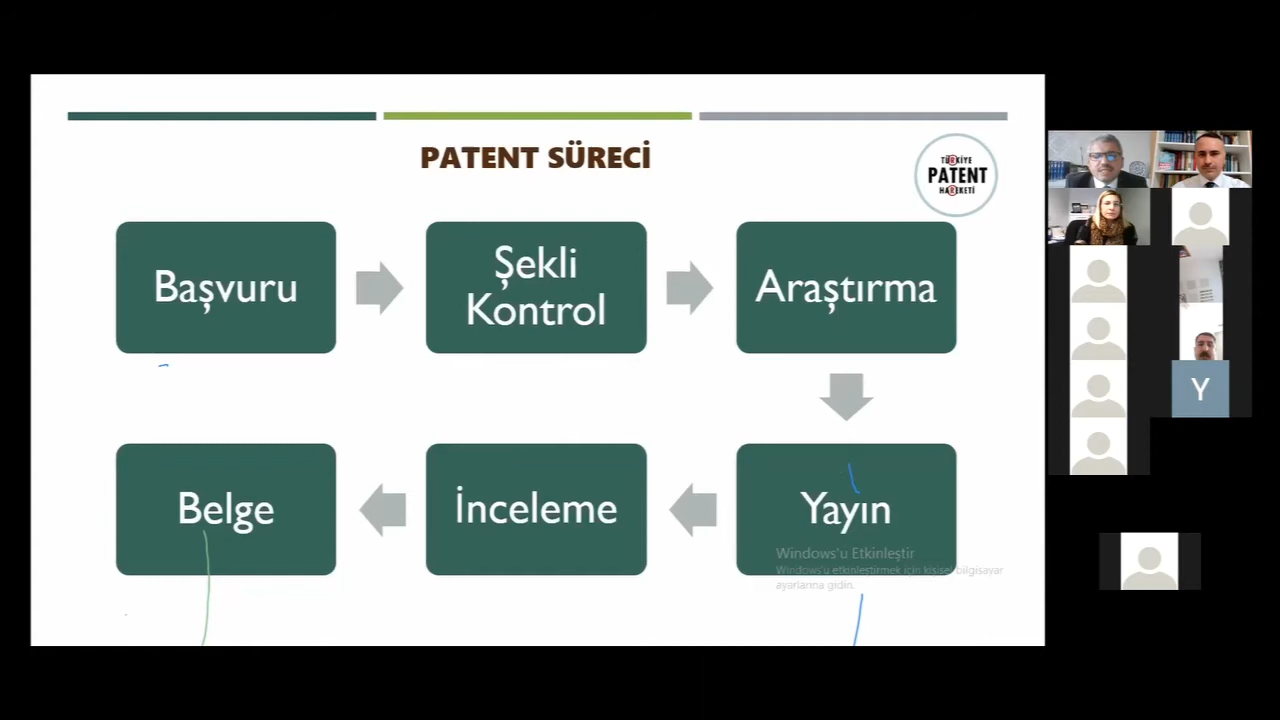 PATENT SÜRECİ
TÜRKİYE
PATENT
HAREKETİ
Başvuru
Şekli
Kontrol
Araştırma
Belge
İnceleme
Yayın
Windows'u Etkinleştir
Windows'u etkinleştirmek için kişisel bilgisayar
ayarlarına gidin.
Y